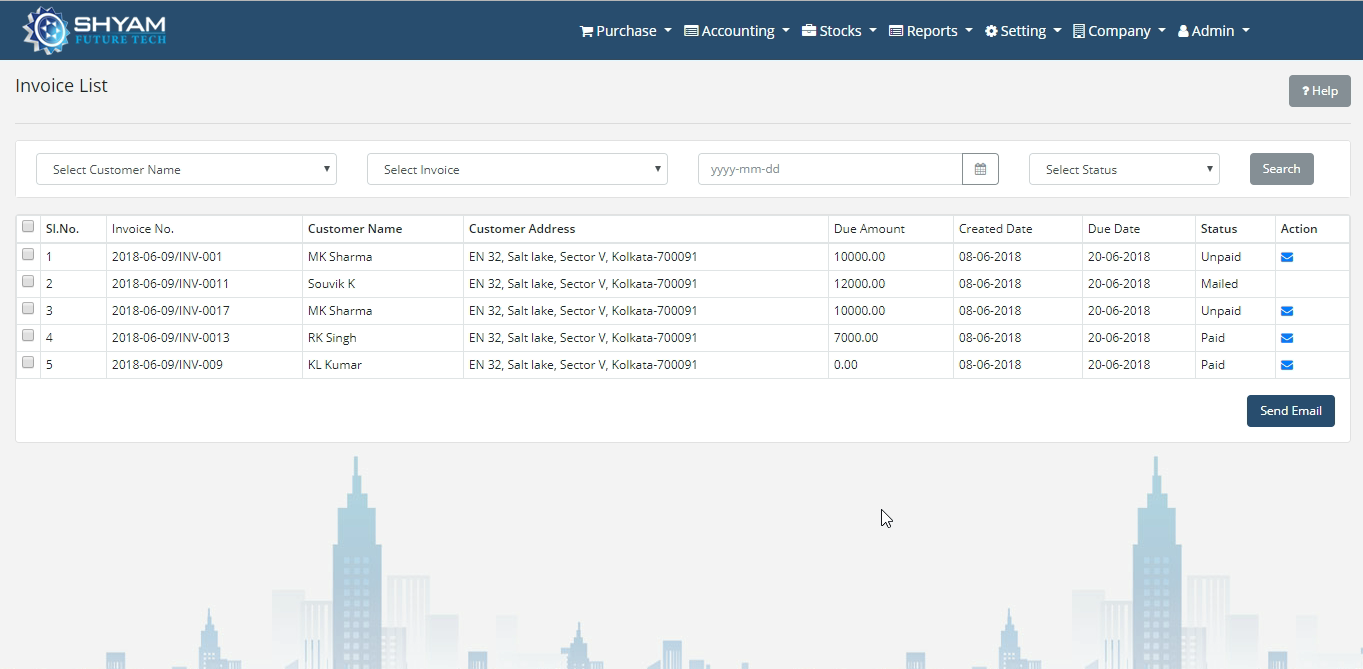 SHYAM
FUTURE TECH
Purchase Accounting Stocks Reports Setting Company Admin
Invoice List
? Help
Select Customer Name Select Invoice yyyy-mm-dd Select Status Search
Sl.No. Invoice No. Customer Name Customer Address Due Amount Created Date Due Date Status Action
1 2018-06-09/INV-001 MK Sharma EN 32, Salt lake, Sector V, Kolkata-700091 10000.00 08-06-2018 20-06-2018 Unpaid
2 2018-06-09/INV-0011 Souvik K EN 32, Salt lake, Sector V, Kolkata-700091 12000.00 08-06-2018 20-06-2018 Mailed
3 2018-06-09/INV-0017 MK Sharma EN 32, Salt lake, Sector V, Kolkata-700091 10000.00 08-06-2018 20-06-2018 Unpaid
4 2018-06-09/INV-0013 RK Singh EN 32, Salt lake, Sector V, Kolkata-700091 7000.00 08-06-2018 20-06-2018 Paid
5 2018-06-09/INV-009 KL Kumar EN 32, Salt lake, Sector V, Kolkata-700091 0.00 08-06-2018 20-06-2018 Paid
Send Email